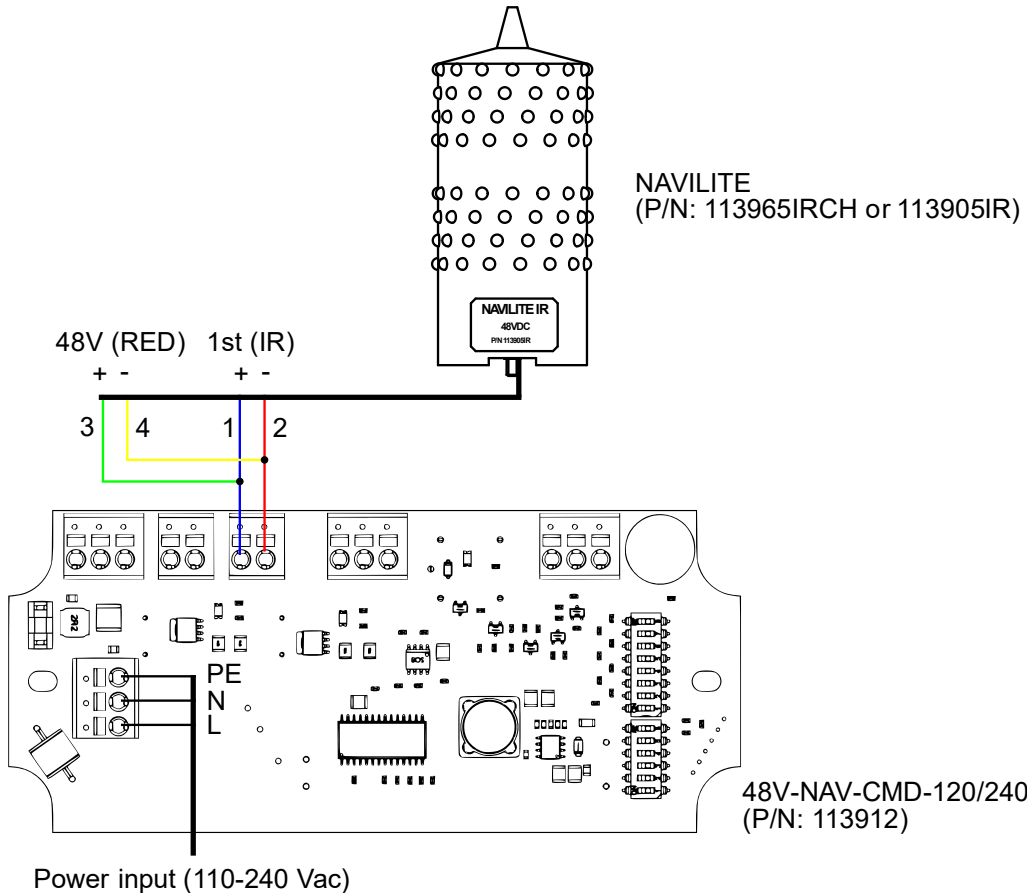 NAVILITE
(P/N: 113965IRCH or 113905IR)
NAVILITE IR
48VDC
P/N 113905IR
48V (RED) 1st (IR)
+ - + -
3 4 1 2
2R2
PE
N
L
48V-NAV-CMD-120/240
(P/N: 113912)
Power input (110-240 Vac)